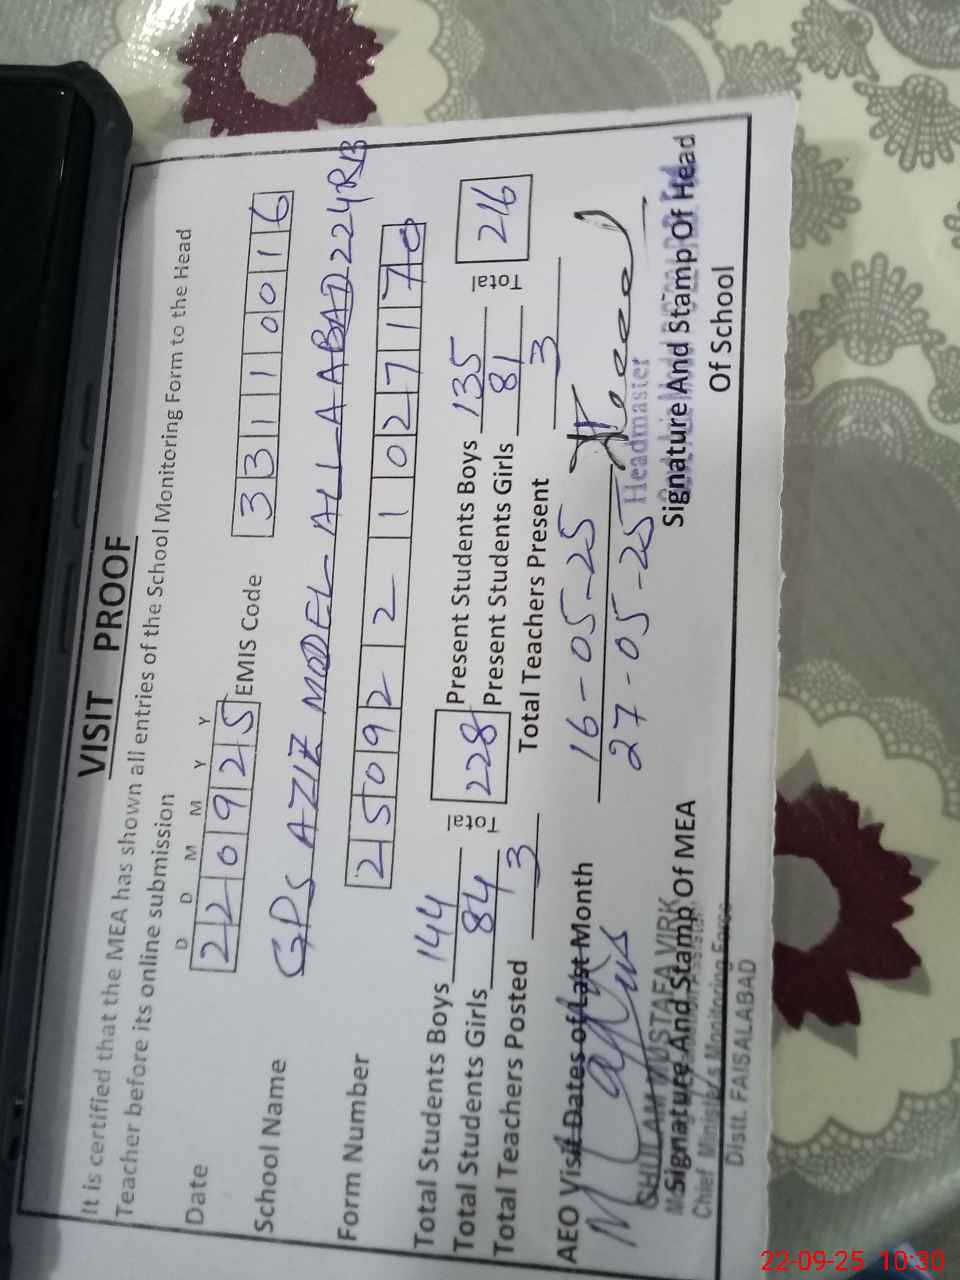 VISIT PROOF
It is certified that the MEA has shown all entries of the School Monitoring Form to the Head
Teacher before its online submission
D D M M Y Y
Date 2 2 0 9 2 5 EMIS Code 3 3 1 1 0 0 1 6
School Name GPS AZIZ MODEL ALLAABAD 224RB
Form Number 2 5 0 9 2 2 1 0 2 7 1 7 0
Total Students Boys 144 Total 228 Present Students Boys 135 Total 216
Total Students Girls 84 Present Students Girls 81
Total Teachers Posted 3 Total Teachers Present 3
AEO Visit Dates of Last Month 16-05-25
27-05-25
GHULAM MUSTAFA VIRK
Headmaster
Signature And Stamp Of MEA Signature And Stamp Of Head
Of School
Chief Minister's Monitoring Force
Distt. FAISALABAD
22-09-25 10:30